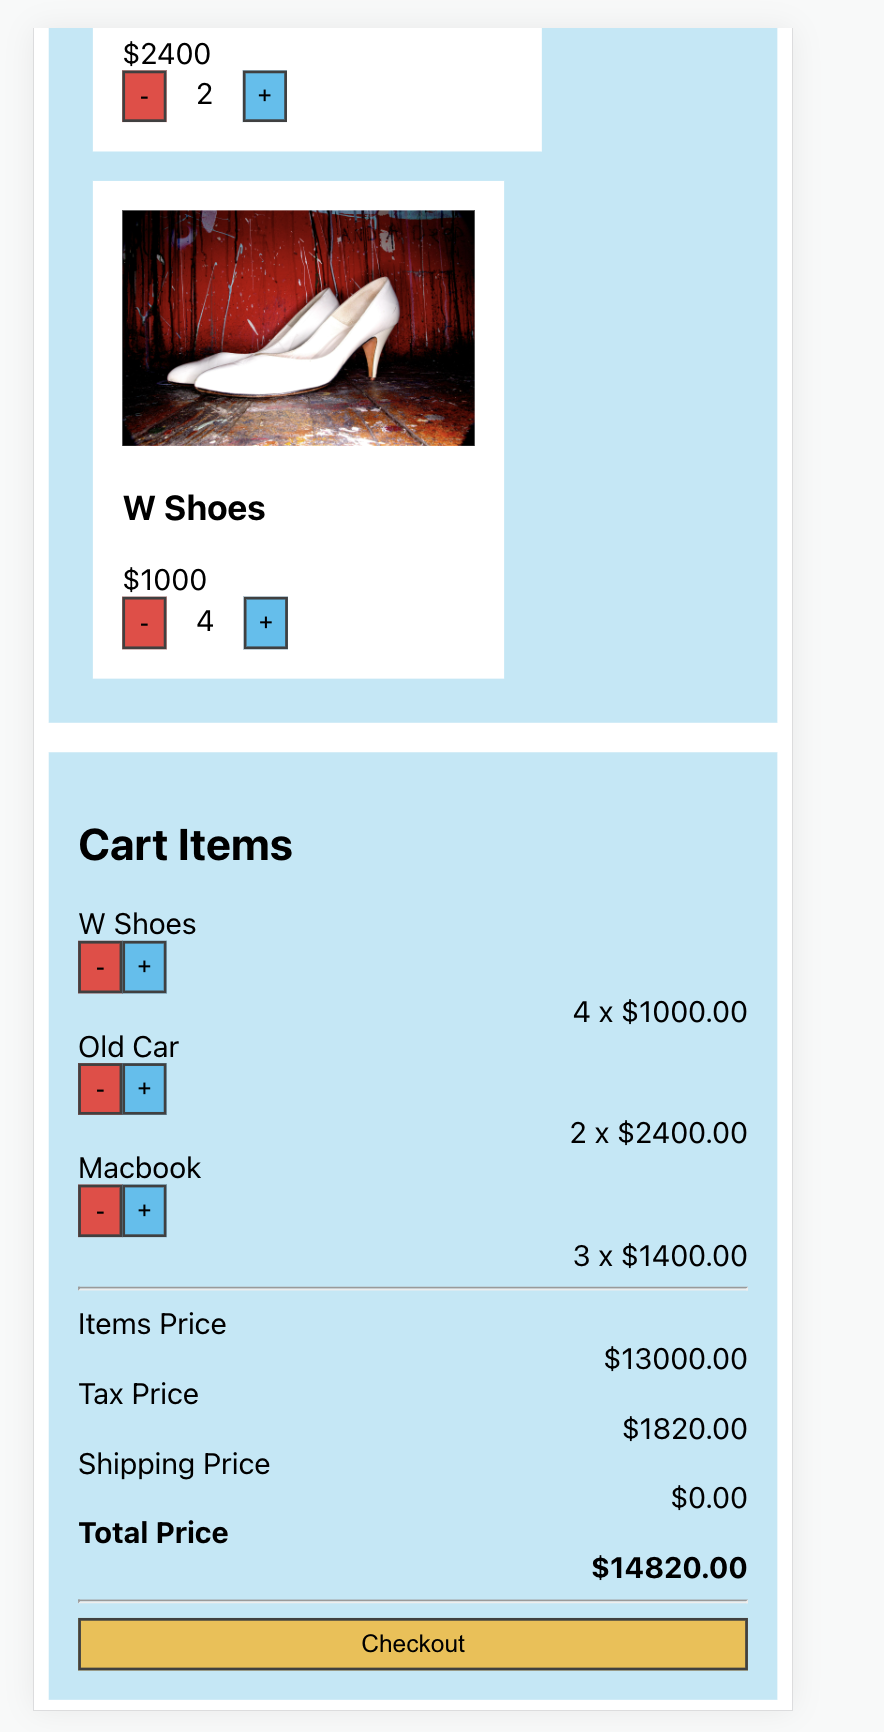 $2400
- 2 +
W Shoes
$1000
- 4 +
Cart Items
W Shoes
- +
4 x $1000.00
Old Car
- +
2 x $2400.00
Macbook
- +
3 x $1400.00
Items Price
$13000.00
Tax Price
$1820.00
Shipping Price
$0.00
Total Price
$14820.00
Checkout